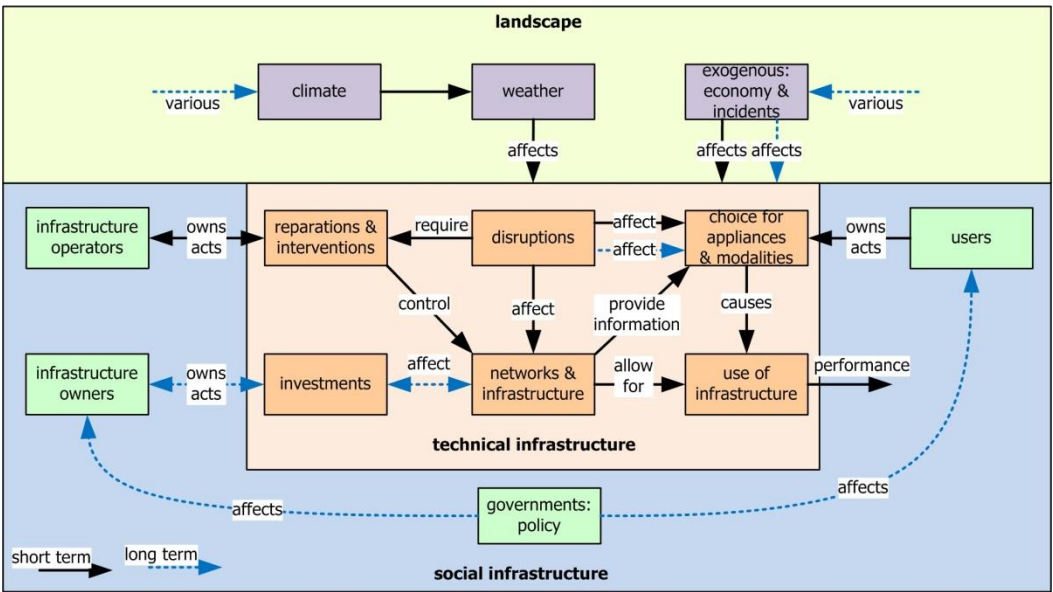 landscape
various
climate
weather
exogenous:
economy &
incidents
various
affects
affects
affects
infrastructure
operators
owns
acts
reparations &
interventions
require
disruptions
affect
affect
choice for
appliances
& modalities
owns
acts
users
control
affect
provide
information
causes
infrastructure
owners
owns
acts
investments
affect
networks &
infrastructure
allow
for
use of
infrastructure
performance
technical infrastructure
affects
governments:
policy
affects
short term
long term
social infrastructure